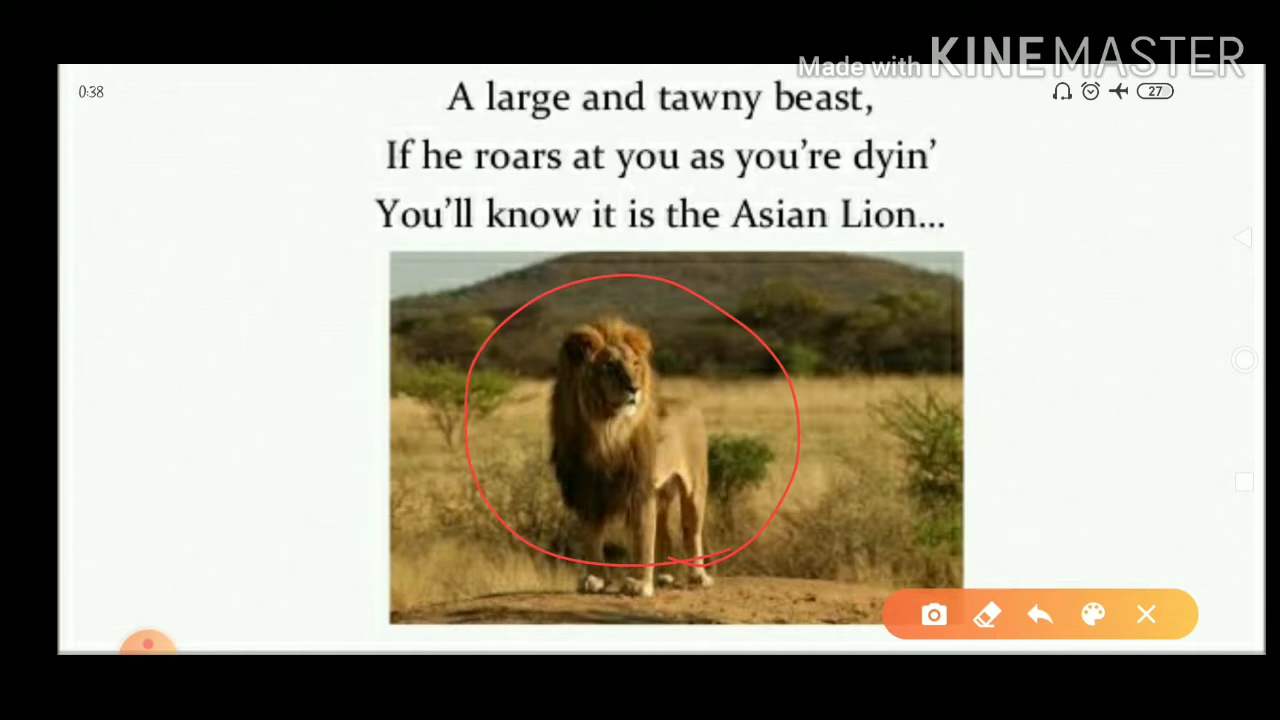 Made with KINEMASTER
0:38
27
A large and tawny beast,
If he roars at you as you're dyin'
You'll know it is the Asian Lion...